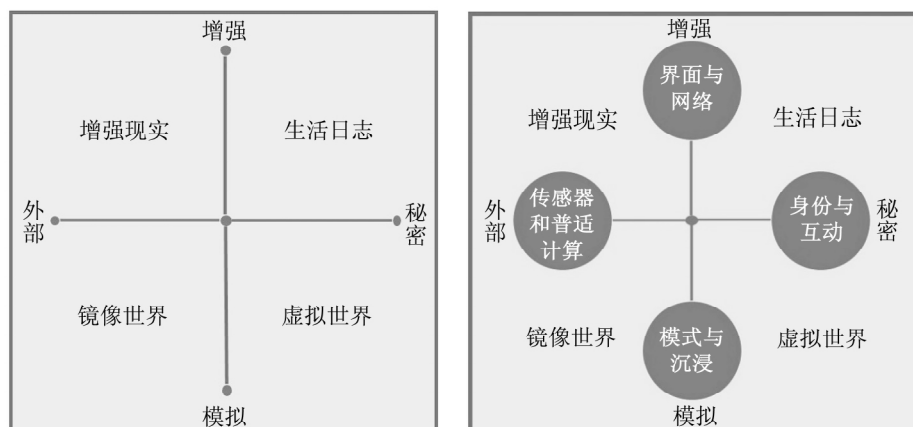 增强
增强现实
生活日志
外部
秘密
镜像世界
虚拟世界
模拟
增强
界面与
网络
增强现实
生活日志
外部
传感器
和普适
计算
身份与
互动
秘密
镜像世界
模式与
沉浸
虚拟世界
模拟